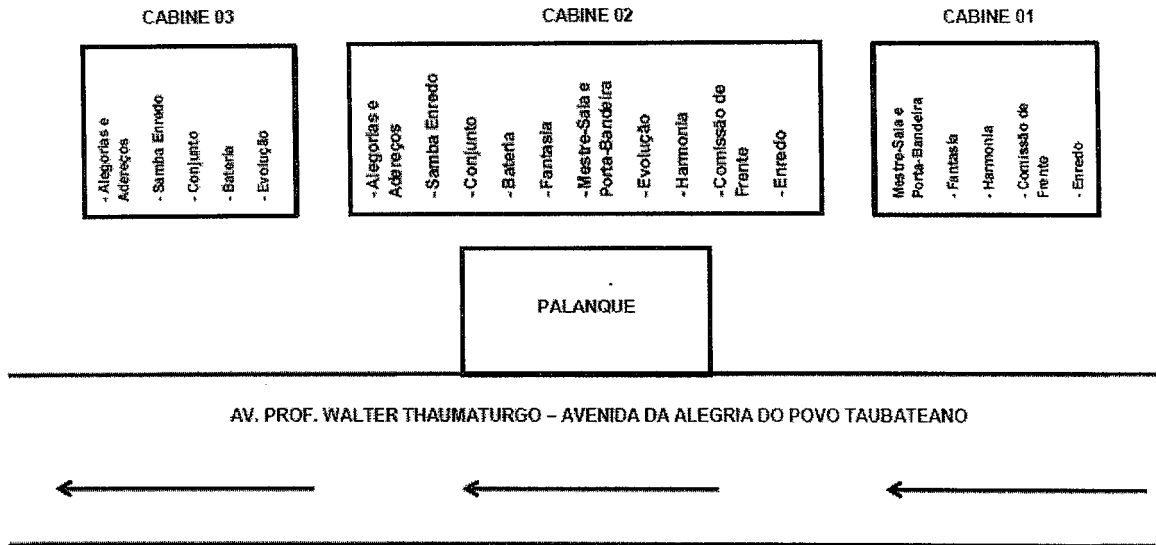 CABINE 03
CABINE 02
CABINE 01
- Alegorias e
Adereços
- Samba Enredo
- Conjunto
- Bateria
- Evolução
- Alegorias e
Adereços
- Samba Enredo
- Conjunto
- Bateria
- Fantasia
- Mestre-Sala e
Porta-Bandeira
- Evolução
- Harmonia
- Comissão de
Frente
- Enredo
Mestre-Sala e
Porta-Bandeira
- Fantasia
- Harmonia
- Comissão de
Frente
- Enredo
PALANQUE
AV. PROF. WALTER THAUMATURGO – AVENIDA DA ALEGRIA DO POVO TAUBATEANO